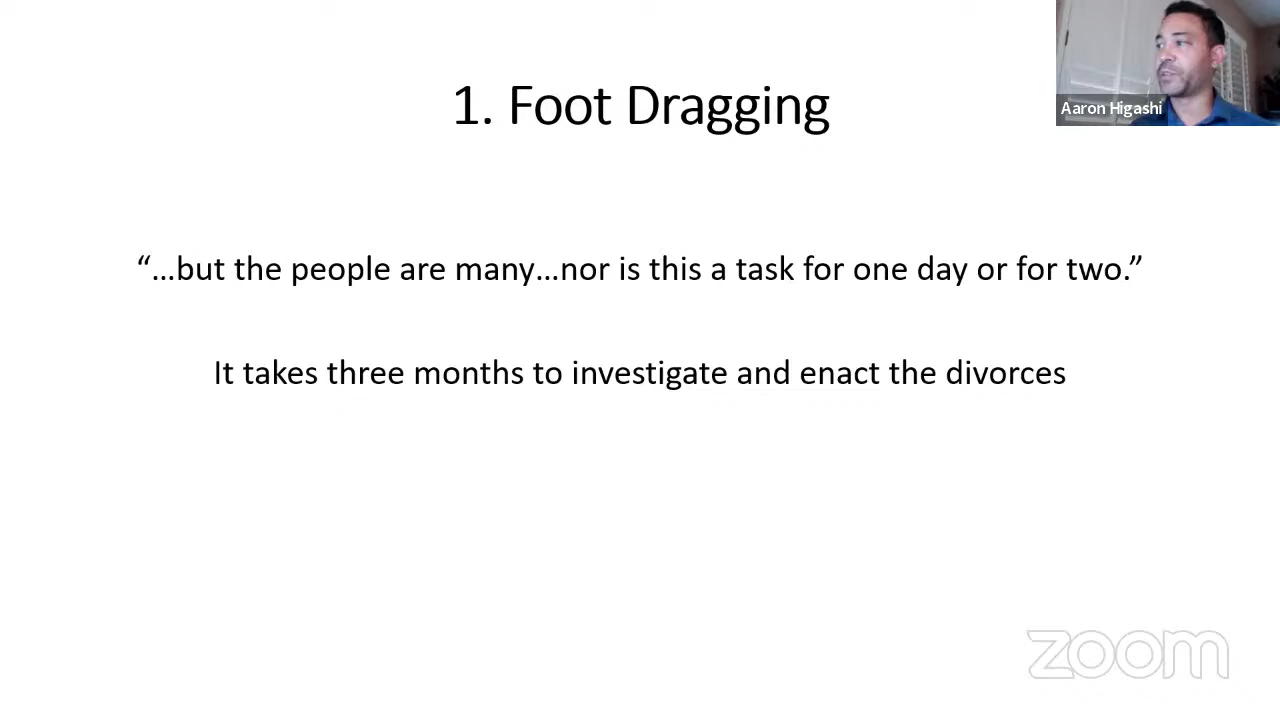 1. Foot Dragging
Aaron Higashi
“…but the people are many…nor is this a task for one day or for two.”
It takes three months to investigate and enact the divorces
zoom